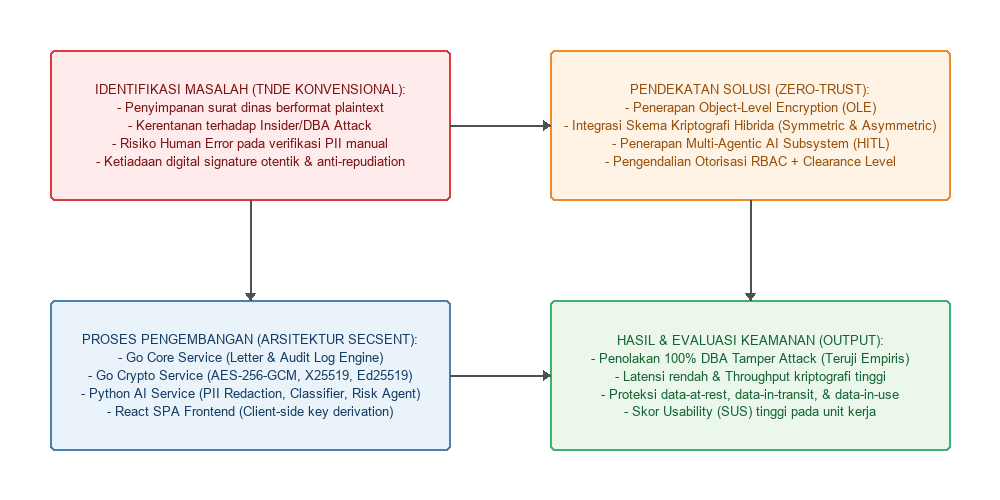 IDENTIFIKASI MASALAH (TNDE KONVENSIONAL):
- Penyimpanan surat dinas berformat plaintext
- Kerentanan terhadap Insider/DBA Attack
- Risiko Human Error pada verifikasi PII manual
- Ketiadaan digital signature otentik & anti-repudiation
PENDEKATAN SOLUSI (ZERO-TRUST):
- Penerapan Object-Level Encryption (OLE)
- Integrasi Skema Kriptografi Hibrida (Symmetric & Asymmetric)
- Penerapan Multi-Agentic AI Subsystem (HITL)
- Pengendalian Otorisasi RBAC + Clearance Level
PROSES PENGEMBANGAN (ARSITEKTUR SECSENT):
- Go Core Service (Letter & Audit Log Engine)
- Go Crypto Service (AES-256-GCM, X25519, Ed25519)
- Python AI Service (PII Redaction, Classifier, Risk Agent)
- React SPA Frontend (Client-side key derivation)
HASIL & EVALUASI KEAMANAN (OUTPUT):
- Penolakan 100% DBA Tamper Attack (Teruji Empiris)
- Latensi rendah & Throughput kriptografi tinggi
- Proteksi data-at-rest, data-in-transit, & data-in-use
- Skor Usability (SUS) tinggi pada unit kerja